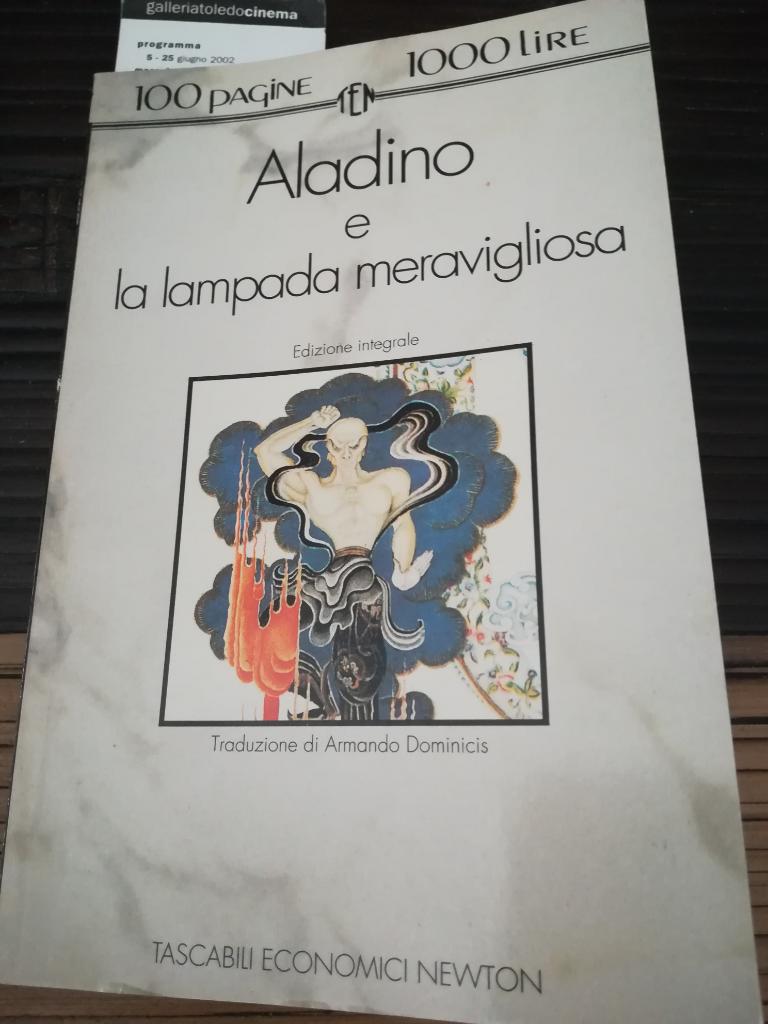 galleriatoledocinema
programma
5 - 25 giugno 2002
100 PAGINE TEN 1000 LIRE
Aladino
e
la lampada meravigliosa
Edizione integrale
Traduzione di Armando Dominicis
TASCABILI ECONOMICI NEWTON